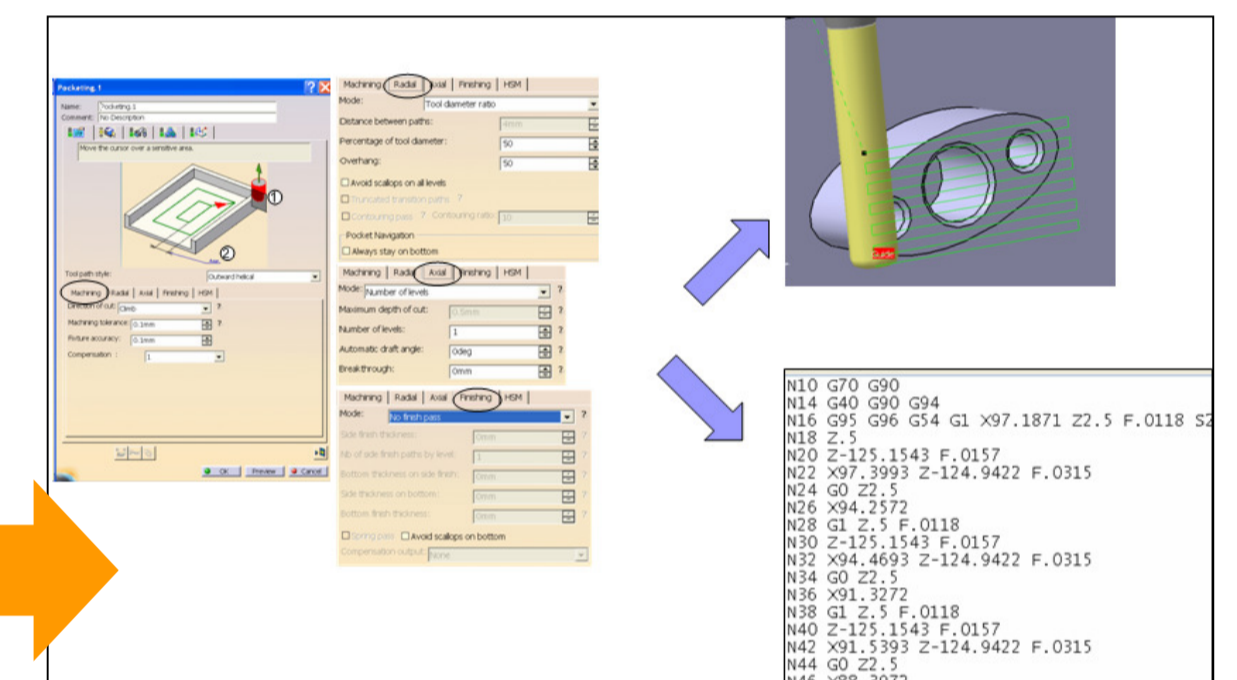 Pocketing.1
Name: Pocketing.1
Comment: No Description
Move the cursor over a sensitive area.
1
2
Tool path style: Outward helical
Machining Radial Axial Finishing HSM
Direction of cut: Climb ?
Machining tolerance: 0.1mm ?
Fixture accuracy: 0.1mm
Compensation : 1
OK Preview Cancel
Machining Radial Axial Finishing HSM
Mode: Tool diameter ratio
Distance between paths: 4mm
Percentage of tool diameter: 50
Overhang: 50
Avoid scallops on all levels
Truncated transition paths ?
Contouring pass ? Contouring ratio: 10
Pocket Navigation
Always stay on bottom
Machining Radial Axial Finishing HSM
Mode: Number of levels ?
Maximum depth of cut: 0.5mm ?
Number of levels: 1 ?
Automatic draft angle: 0deg ?
Breakthrough: 0mm ?
Machining Radial Axial Finishing HSM
Mode: No finish pass ?
Side finish thickness: 0mm ?
Nb of side finish paths by level: 1 ?
Bottom thickness on side finish: 0mm ?
Side thickness on bottom: 0mm ?
Bottom finish thickness: 0mm ?
Spring pass Avoid scallops on bottom
Compensation output: None
Guide
N10 G70 G90
N14 G40 G90 G94
N16 G95 G96 G54 G1 X97.1871 Z2.5 F.0118 S2
N18 Z.5
N20 Z-125.1543 F.0157
N22 X97.3993 Z-124.9422 F.0315
N24 G0 Z2.5
N26 X94.2572
N28 G1 Z.5 F.0118
N30 Z-125.1543 F.0157
N32 X94.4693 Z-124.9422 F.0315
N34 G0 Z2.5
N36 X91.3272
N38 G1 Z.5 F.0118
N40 Z-125.1543 F.0157
N42 X91.5393 Z-124.9422 F.0315
N44 G0 Z2.5